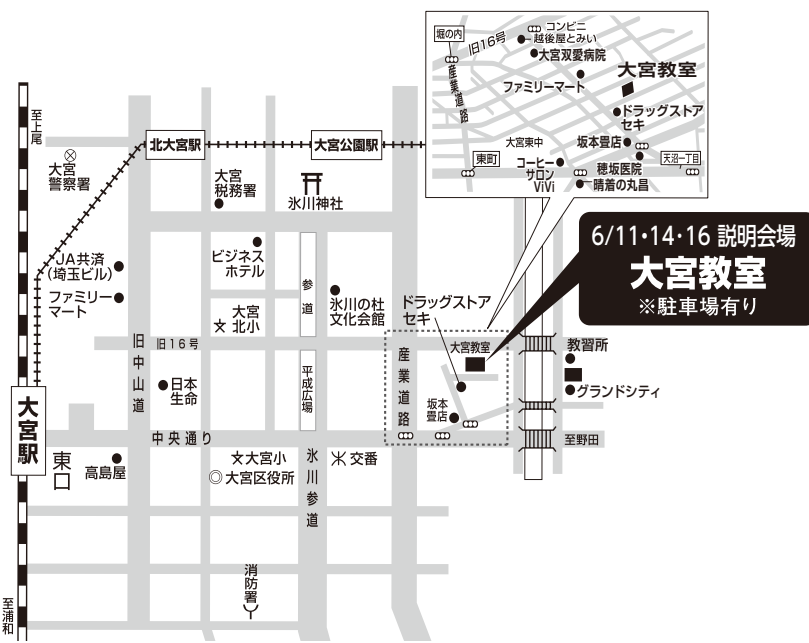 コンビニ
越後屋とみい
堀の内
旧16号
大宮双愛病院
大宮教室
ファミリーマート
産業道路
ドラッグストア
セキ
大宮東中
坂本畳店
東町
コーヒー
サロン
ViVi
穂坂医院
天沼一丁目
晴着の丸昌
至上尾
大宮
警察署
北大宮駅
大宮公園駅
大宮
税務署
氷川神社
6/11・14・16 説明会場
大宮教室
※駐車場有り
JA共済
(埼玉ビル)
ファミリー
マート
ビジネス
ホテル
参道
氷川の杜
文化会館
大宮
北小
ドラッグストア
セキ
旧中山道
旧16号
産業道路
大宮教室
教習所
グランドシティ
日本
生命
平成広場
坂本
畳店
大宮駅
東口
中央通り
至野田
高島屋
大宮小
大宮区役所
氷川参道
交番
消防署
至浦和